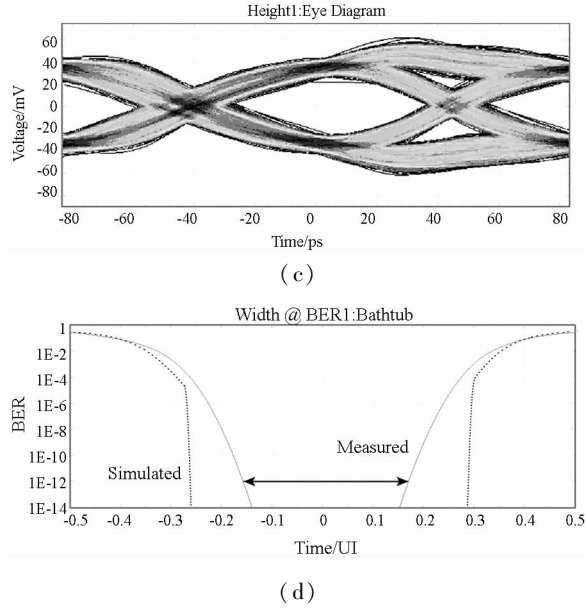 Height1:Eye Diagram
60
40
20
0
-20
-40
-60
-80
Voltage/mV
-80 -60 -40 -20 0 20 40 60 80
Time/ps
(c)
Width @ BER1:Bathtub
1
1E-2
1E-4
1E-6
1E-8
1E-10
1E-12
1E-14
BER
Simulated
Measured
-0.5 -0.4 -0.3 -0.2 -0.1 0 0.1 0.2 0.3 0.4 0.5
Time/UI
(d)